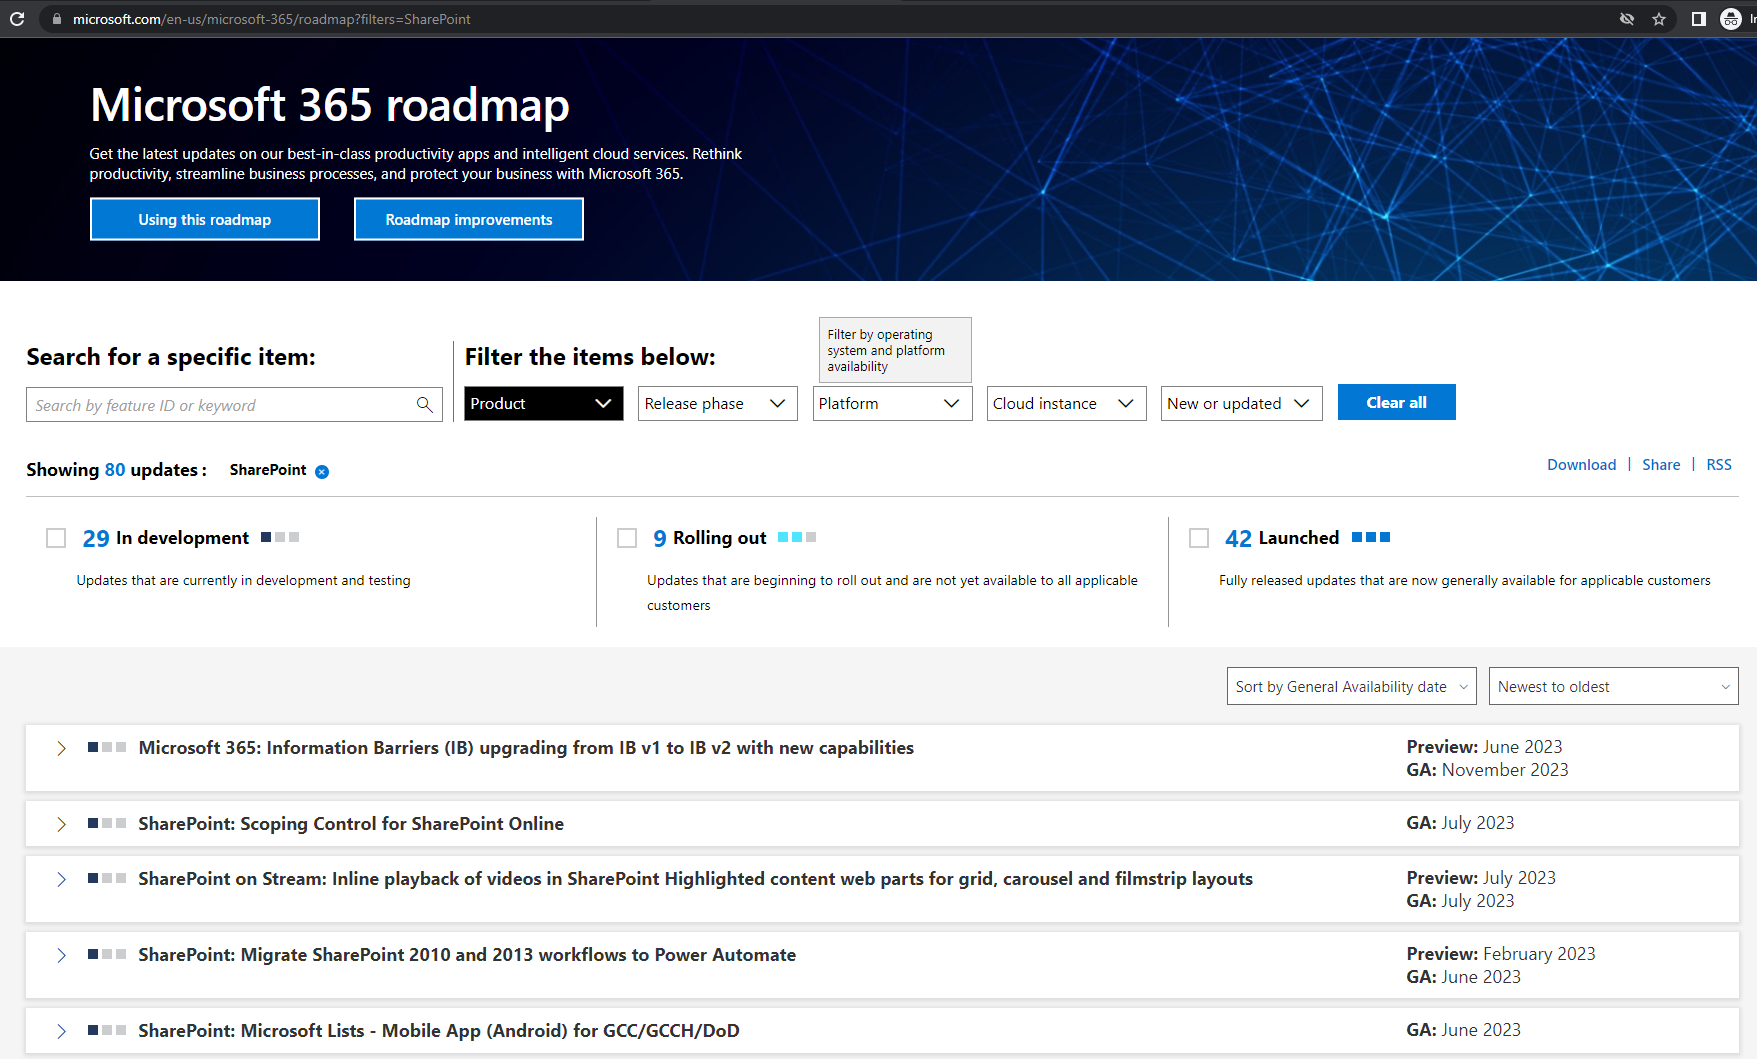 microsoft.com/en-us/microsoft-365/roadmap?filters=SharePoint
Microsoft 365 roadmap
Get the latest updates on our best-in-class productivity apps and intelligent cloud services. Rethink
productivity, streamline business processes, and protect your business with Microsoft 365.
Using this roadmap
Roadmap improvements
Search for a specific item:
Search by feature ID or keyword
Filter the items below:
Filter by operating
system and platform
availability
Product
Release phase
Platform
Cloud instance
New or updated
Clear all
Showing 80 updates :
SharePoint
Download | Share | RSS
29 In development
Updates that are currently in development and testing
9 Rolling out
Updates that are beginning to roll out and are not yet available to all applicable
customers
42 Launched
Fully released updates that are now generally available for applicable customers
Sort by General Availability date
Newest to oldest
Microsoft 365: Information Barriers (IB) upgrading from IB v1 to IB v2 with new capabilities
Preview: June 2023
GA: November 2023
SharePoint: Scoping Control for SharePoint Online
GA: July 2023
SharePoint on Stream: Inline playback of videos in SharePoint Highlighted content web parts for grid, carousel and filmstrip layouts
Preview: July 2023
GA: July 2023
SharePoint: Migrate SharePoint 2010 and 2013 workflows to Power Automate
Preview: February 2023
GA: June 2023
SharePoint: Microsoft Lists - Mobile App (Android) for GCC/GCCH/DoD
GA: June 2023